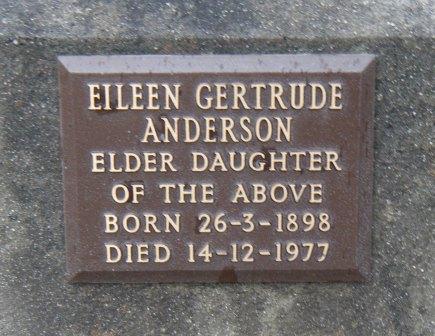 EILEEN GERTRUDE
ANDERSON
ELDER DAUGHTER
OF THE ABOVE
BORN 26-3-1898
DIED 14-12-1977